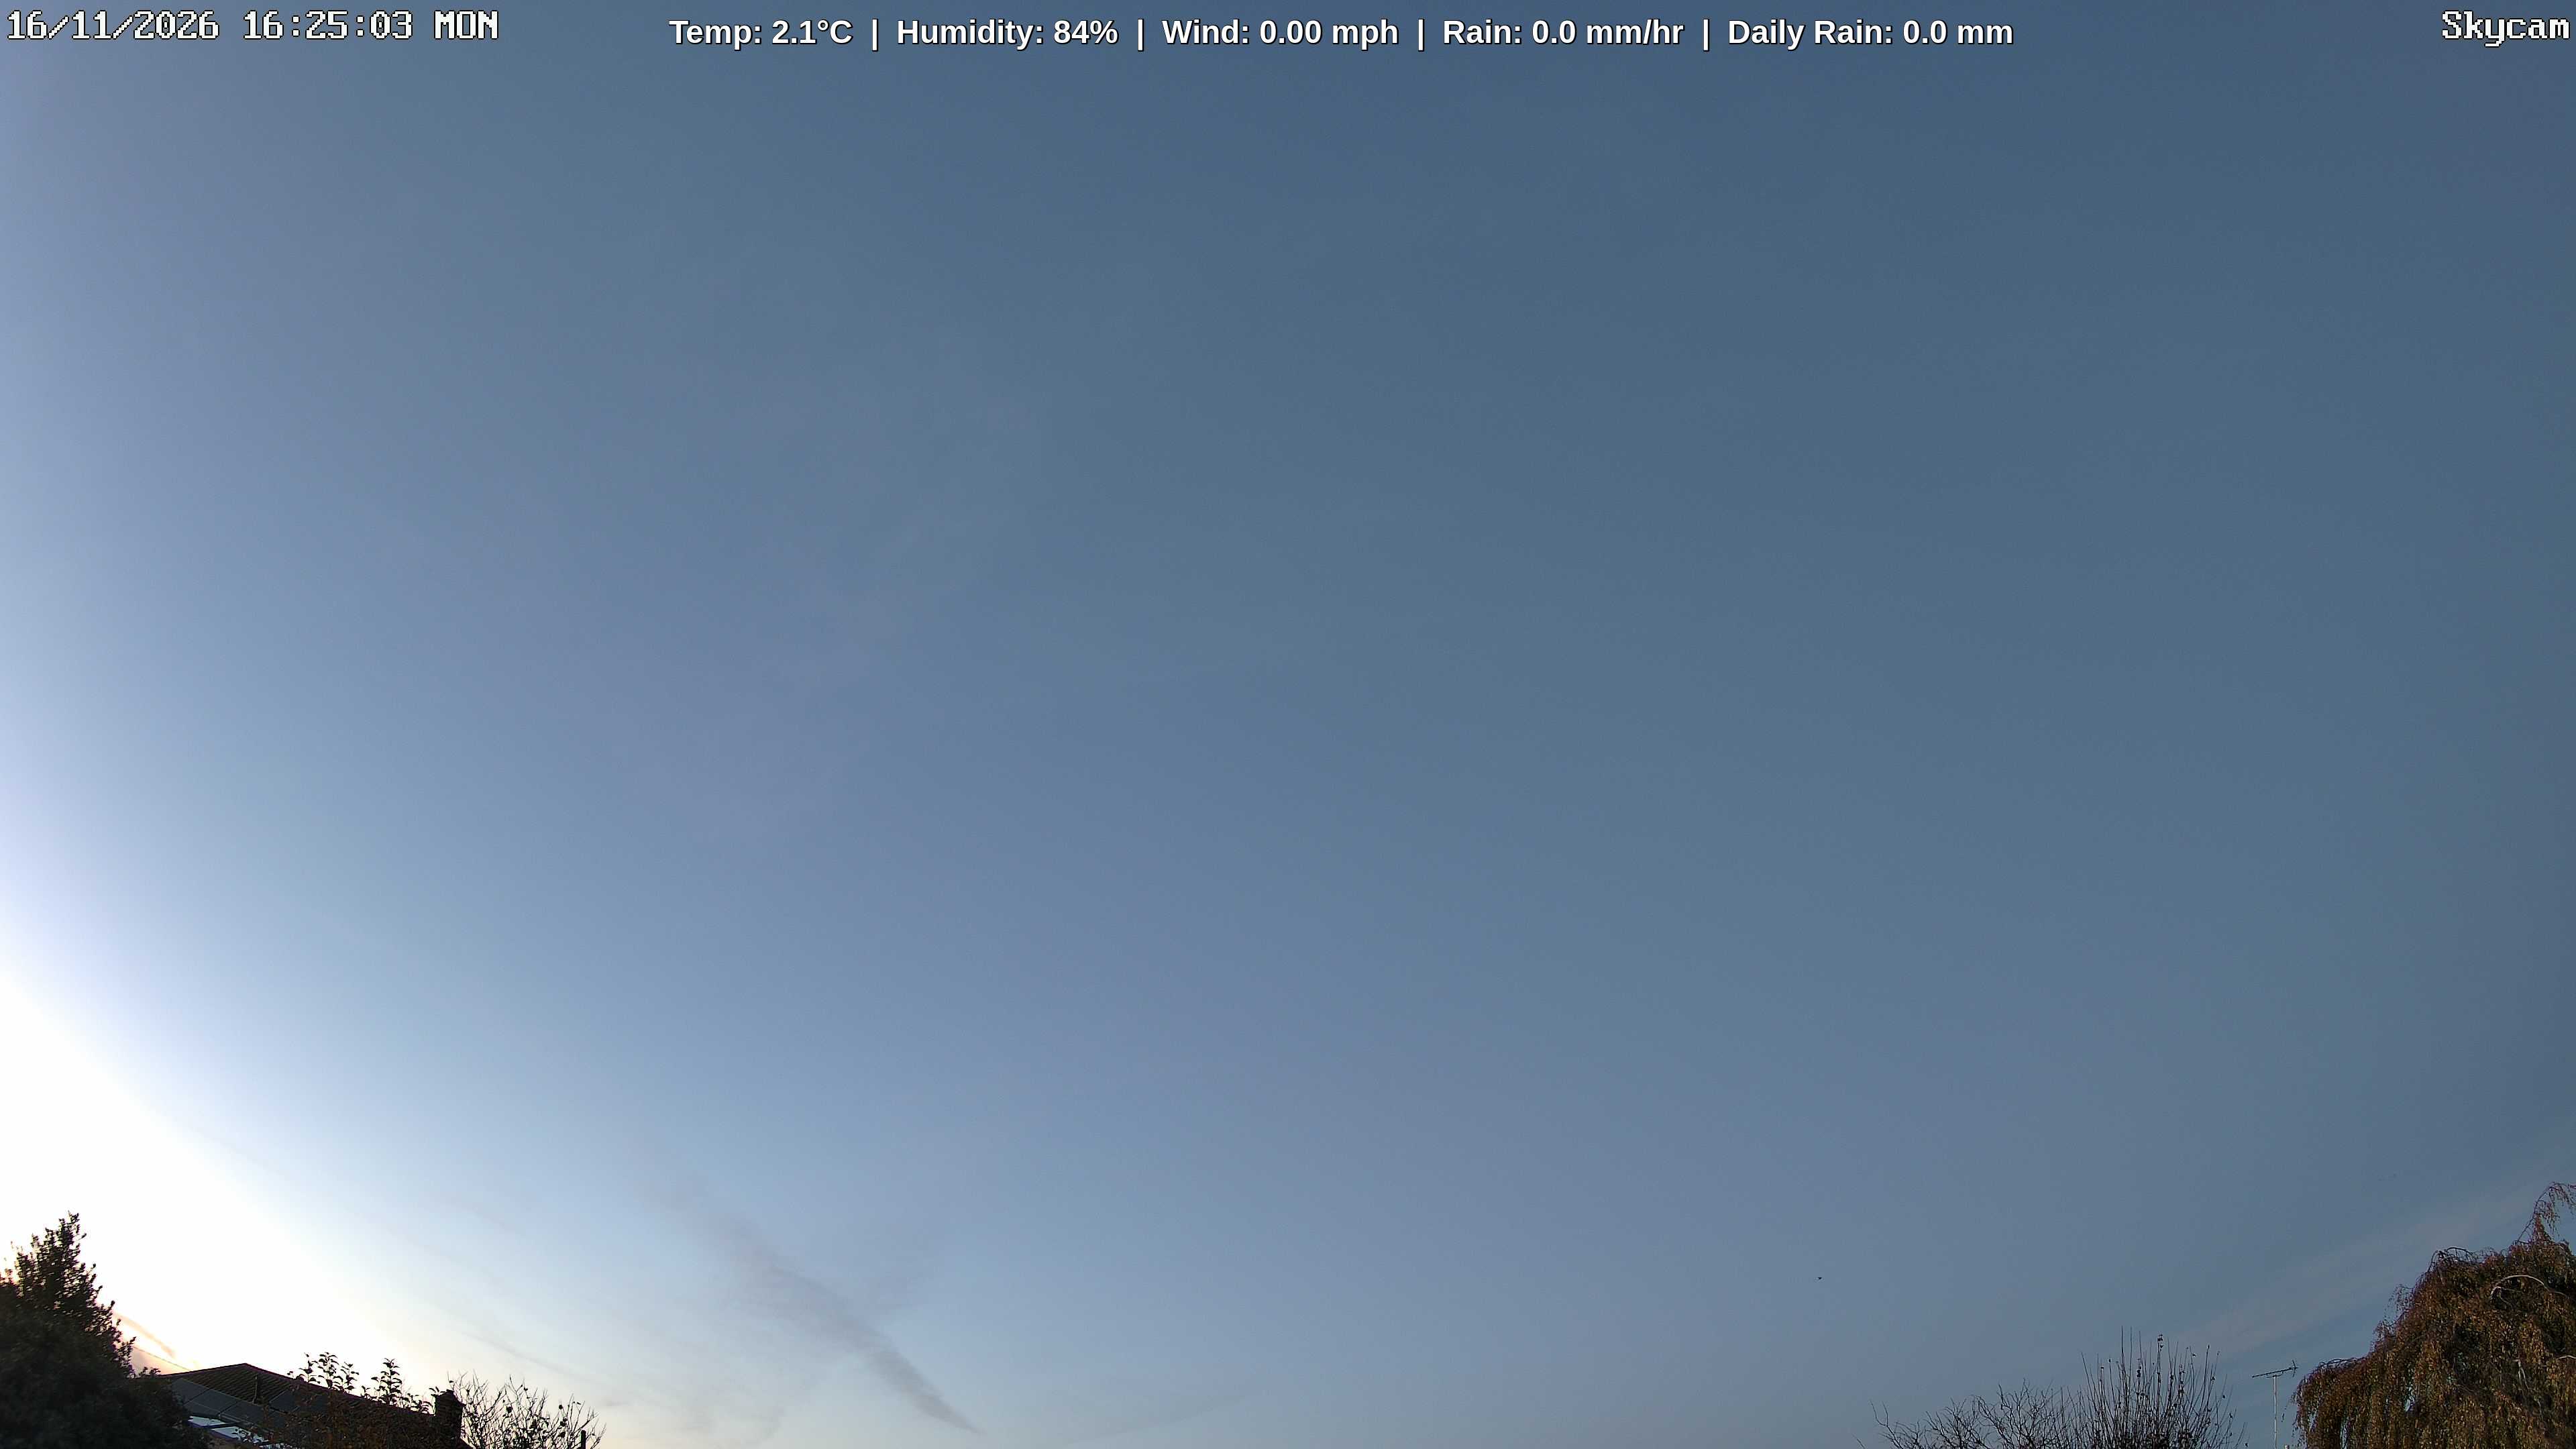 16/11/2026 16:25:03 MON
Temp: 2.1°C | Humidity: 84% | Wind: 0.00 mph | Rain: 0.0 mm/hr | Daily Rain: 0.0 mm
Skycam